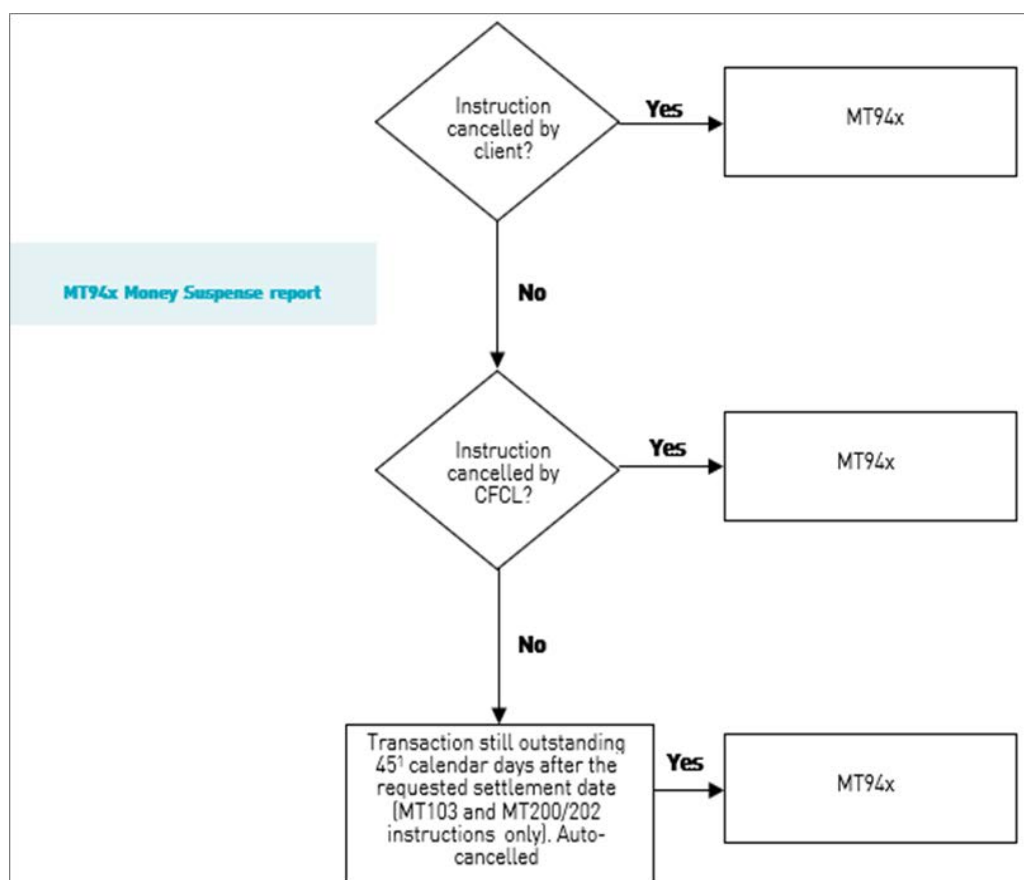 Instruction
cancelled by
client?
Yes
MT94x
MT94x Money Suspense report
No
Instruction
cancelled by
CFCL?
Yes
MT94x
No
Transaction still outstanding
45¹ calendar days after the
requested settlement date
(MT103 and MT200/202
instructions only). Auto-
cancelled
Yes
MT94x